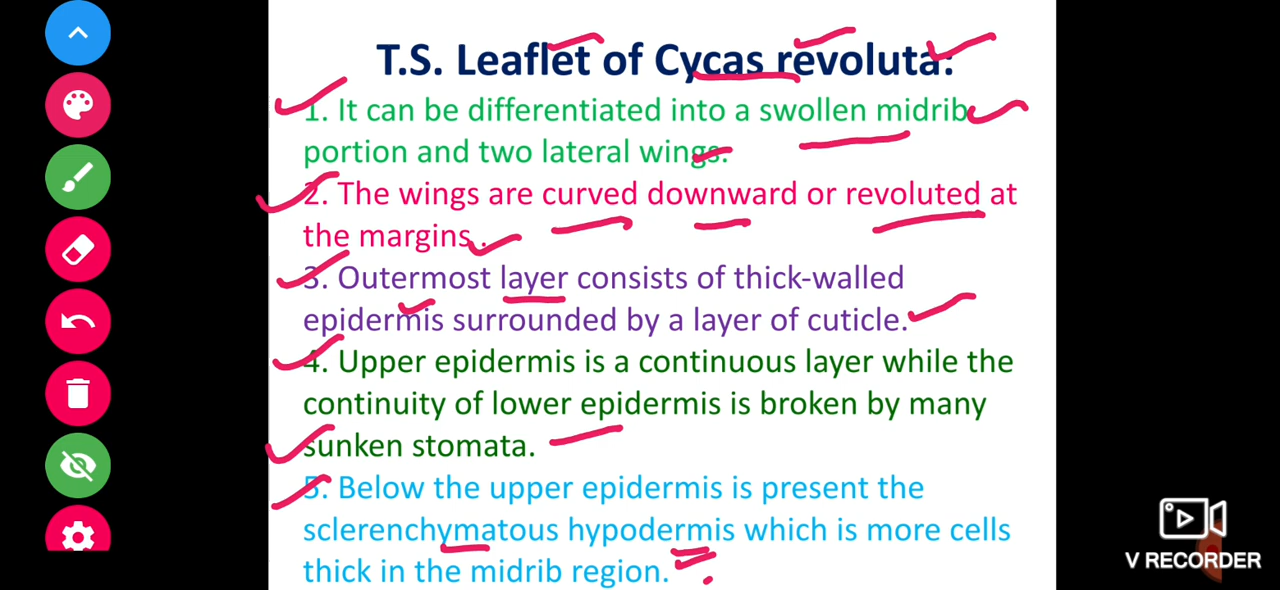 T.S. Leaflet of Cycas revoluta:
1. It can be differentiated into a swollen midrib
portion and two lateral wings.
2. The wings are curved downward or revoluted at
the margins .
3. Outermost layer consists of thick-walled
epidermis surrounded by a layer of cuticle.
4. Upper epidermis is a continuous layer while the
continuity of lower epidermis is broken by many
sunken stomata.
5. Below the upper epidermis is present the
sclerenchymatous hypodermis which is more cells
thick in the midrib region.
V RECORDER